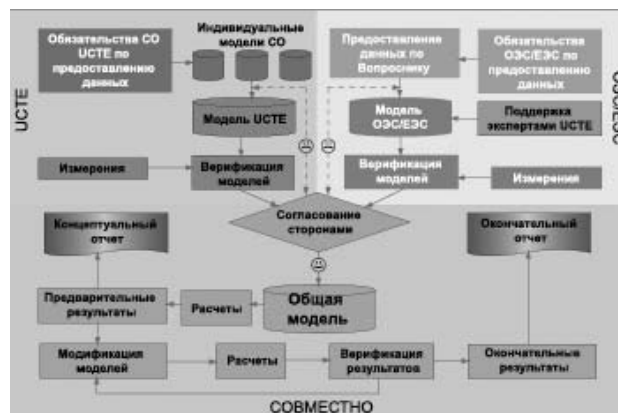 Обязательства СО
UCTE по
предоставлению
данных
Индивидуальные
модели СО
Предоставление
данных по
Вопроснику
Обязательства
ОЭС/ЕЭС по
предоставлению
данных
UCTE
ОЭС/ЕЭС
Модель UCTE
Модель
ОЭС/ЕЭС
Поддержка
экспертами UCTE
Измерения
Верификация
моделей
Верификация
моделей
Измерения
Согласование
сторонами
Концептуальный
отчет
Окончательный
отчет
Предварительные
результаты
Расчеты
Общая
модель
Модификация
моделей
Расчеты
Верификация
результатов
Окончательные
результаты
СОВМЕСТНО